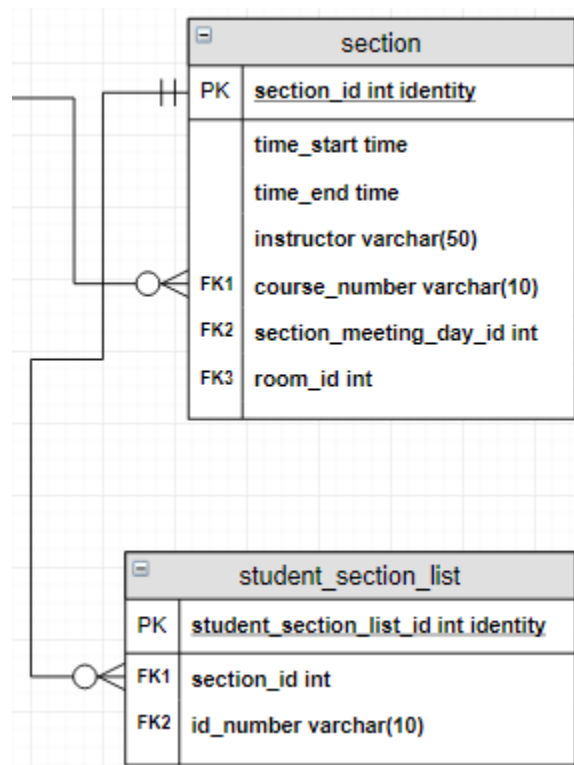 section
PK section_id int identity
time_start time
time_end time
instructor varchar(50)
FK1 course_number varchar(10)
FK2 section_meeting_day_id int
FK3 room_id int
student_section_list
PK student_section_list_id int identity
FK1 section_id int
FK2 id_number varchar(10)